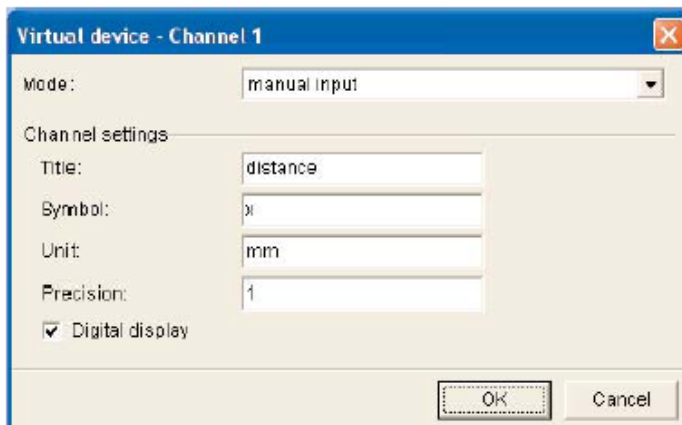 Virtual device - Channel 1
Mode: manual input
Channel settings
Title: distance
Symbol: x
Unit: mm
Precision: 1
Digital display
OK Cancel